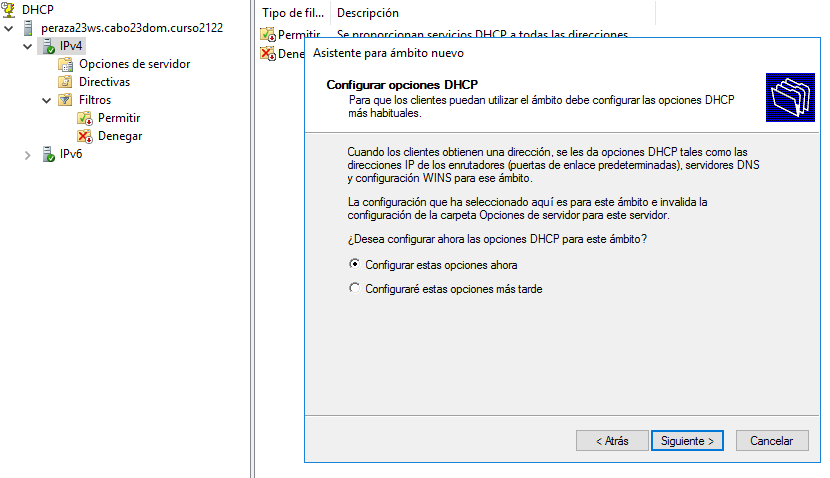 DHCP
peraza23ws.cabo23dom.curso2122
IPv4
Opciones de servidor
Directivas
Filtros
Permitir
Denegar
IPv6
Tipo de fil... Descripción
Permitir Se proporcionan servicios DHCP a todas las direcciones
Dene
Asistente para ámbito nuevo
Configurar opciones DHCP
Para que los clientes puedan utilizar el ámbito debe configurar las opciones DHCP
más habituales.
Cuando los clientes obtienen una dirección, se les da opciones DHCP tales como las
direcciones IP de los enrutadores (puertas de enlace predeterminadas), servidores DNS
y configuración WINS para ese ámbito.
La configuración que ha seleccionado aquí es para este ámbito e invalida la
configuración de la carpeta Opciones de servidor para este servidor.
¿Desea configurar ahora las opciones DHCP para este ámbito?
Configurar estas opciones ahora
Configuraré estas opciones más tarde
< Atrás Siguiente > Cancelar